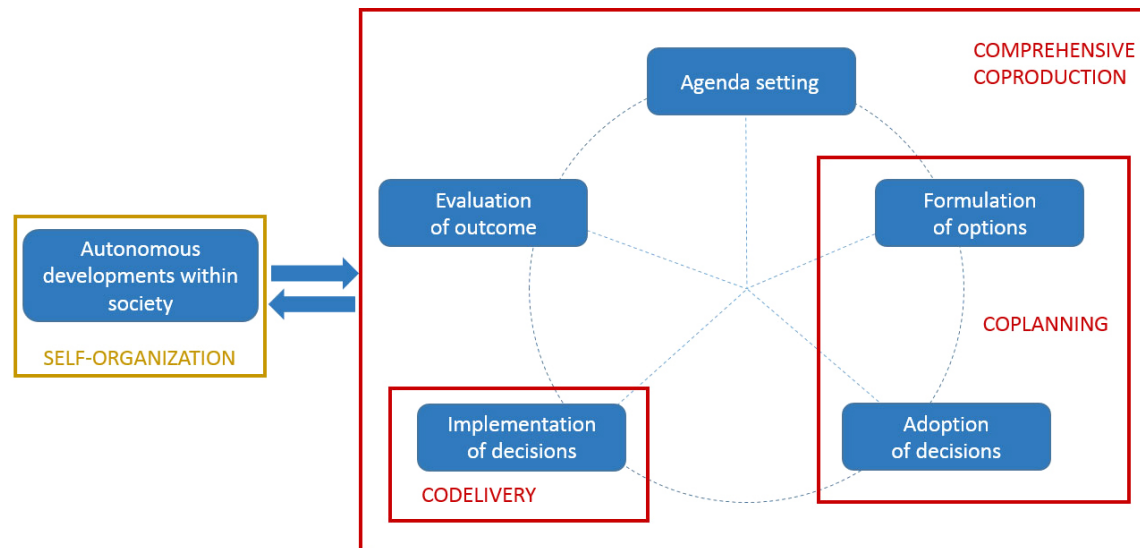 COMPREHENSIVE
COPRODUCTION
Agenda setting
Evaluation
of outcome
Formulation
of options
Autonomous
developments within
society
SELF-ORGANIZATION
COPLANNING
Implementation
of decisions
Adoption
of decisions
CODELIVERY